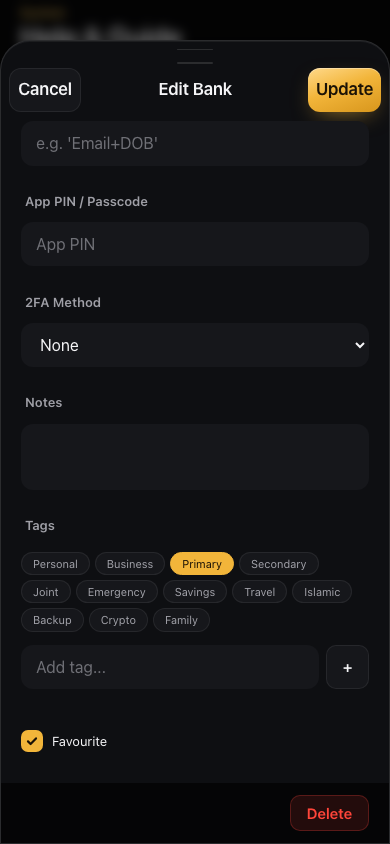 Cancel
Edit Bank
Update
e.g. 'Email+DOB'
App PIN / Passcode
App PIN
2FA Method
None
Notes
Tags
Personal
Business
Primary
Secondary
Joint
Emergency
Savings
Travel
Islamic
Backup
Crypto
Family
Add tag...
+
Favourite
Delete